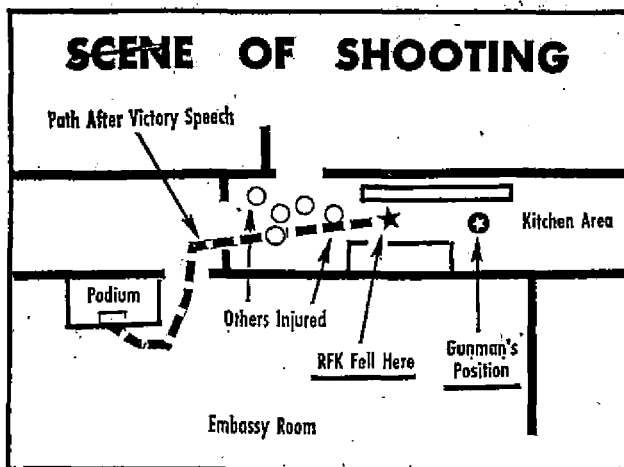 SCENE OF SHOOTING
Path After Victory Speech
Kitchen Area
Podium
Others Injured
RFK Fell Here
Gunman's
Position
Embassy Room